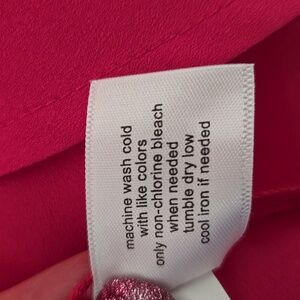 machine wash cold
with like colors
only non-chlorine bleach
when needed
tumble dry low
cool iron if needed